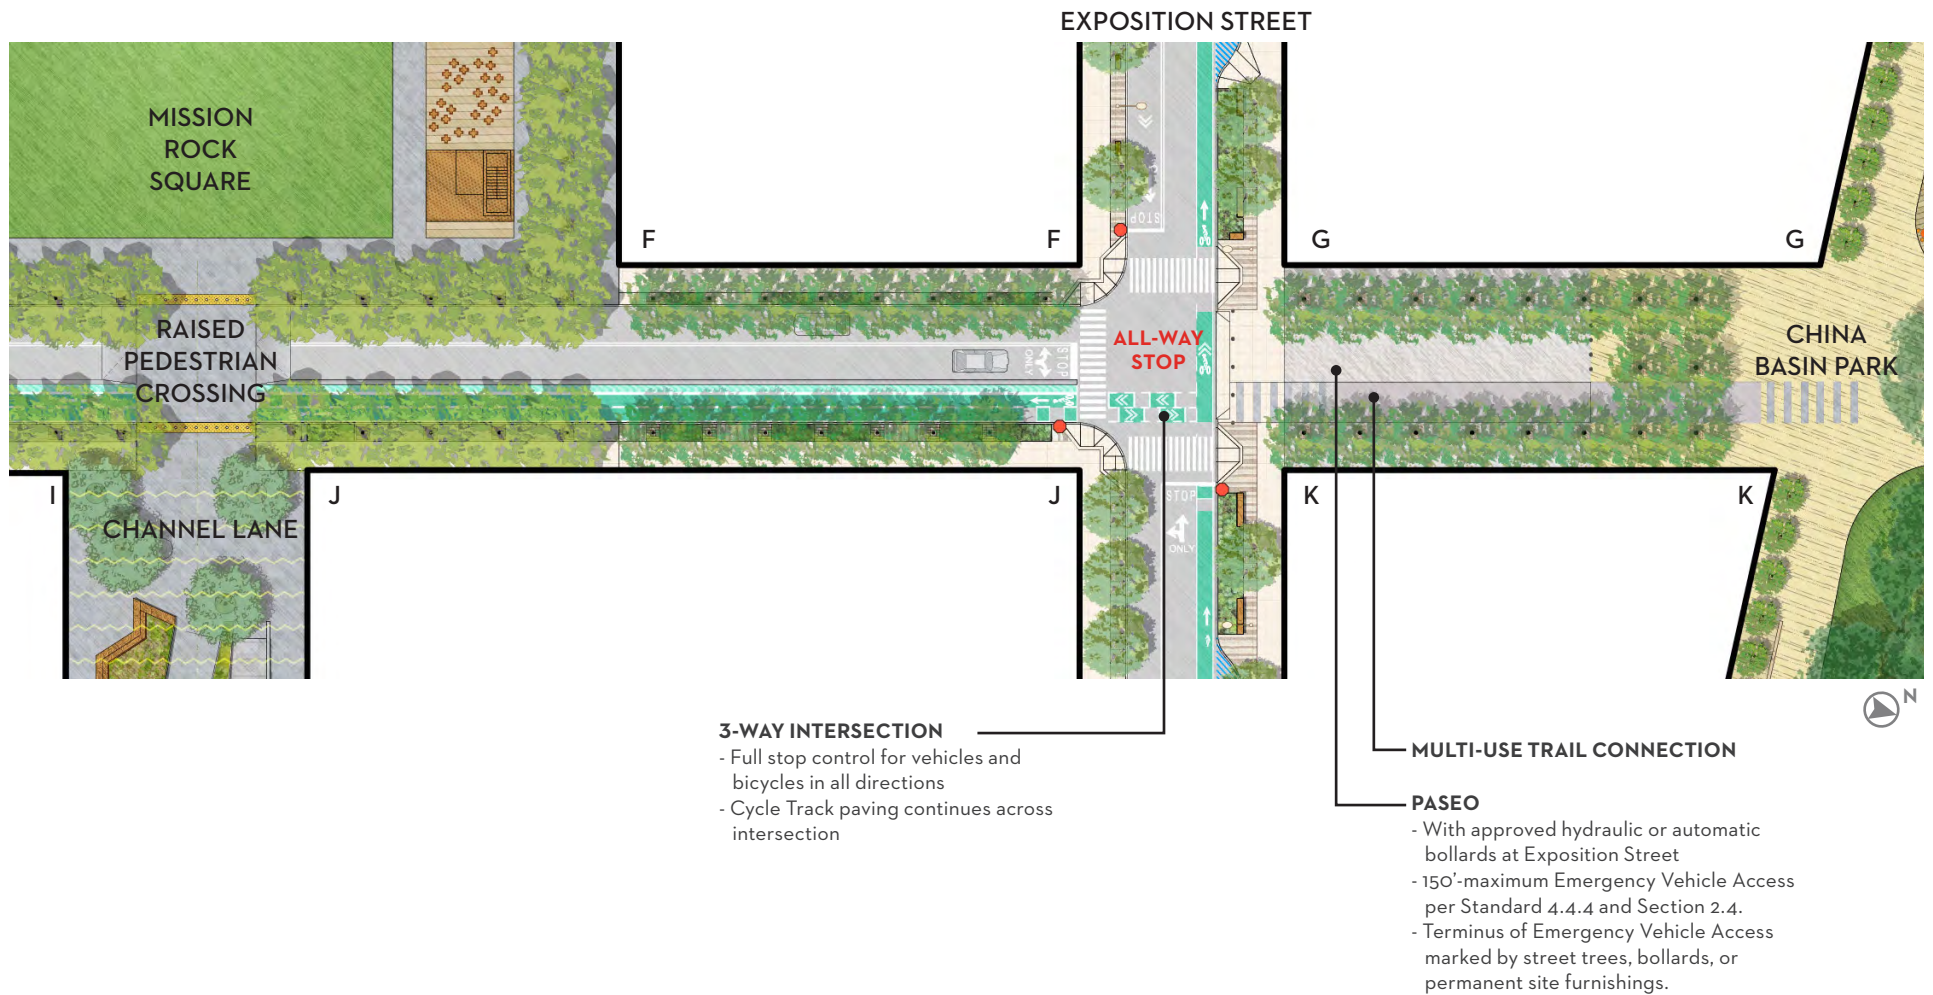 EXPOSITION STREET
MISSION
ROCK
SQUARE
F
F
G
G
STOP
RAISED
PEDESTRIAN
CROSSING
ONLY
STOP
ALL-WAY
STOP
CHINA
BASIN PARK
I
J
J
K
K
STOP
ONLY
CHANNEL LANE
N
3-WAY INTERSECTION
- Full stop control for vehicles and
bicycles in all directions
- Cycle Track paving continues across
intersection
MULTI-USE TRAIL CONNECTION
PASEO
- With approved hydraulic or automatic
bollards at Exposition Street
- 150'-maximum Emergency Vehicle Access
per Standard 4.4.4 and Section 2.4.
- Terminus of Emergency Vehicle Access
marked by street trees, bollards, or
permanent site furnishings.